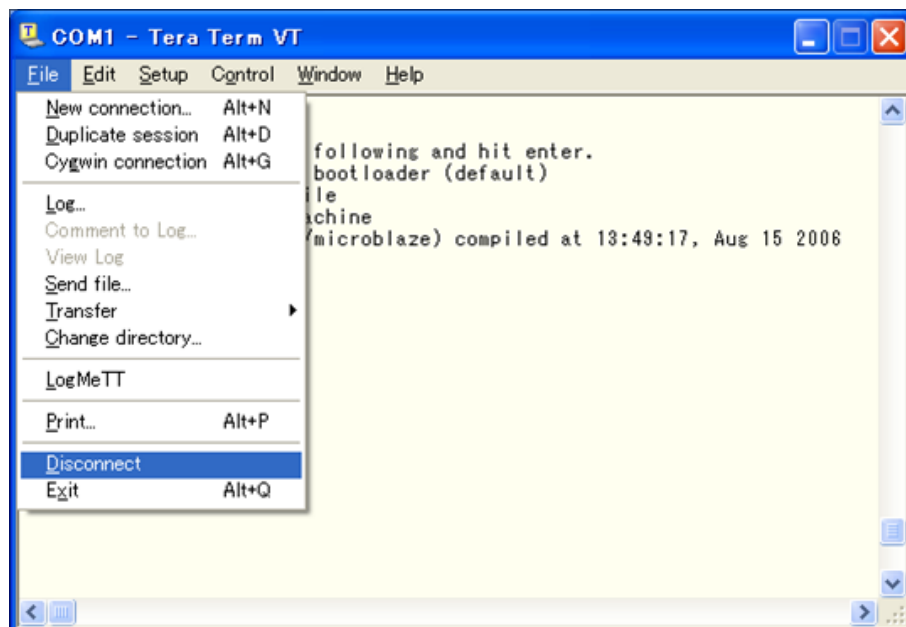 COM1 - Tera Term VT
File Edit Setup Control Window Help
New connection... Alt+N
Duplicate session Alt+D
Cygwin connection Alt+G
Log...
Comment to Log...
View Log
Send file...
Transfer
Change directory...
LogMeTT
Print... Alt+P
Disconnect
Exit Alt+Q
following and hit enter.
bootloader (default)
ile
achine
/microblaze) compiled at 13:49:17, Aug 15 2006